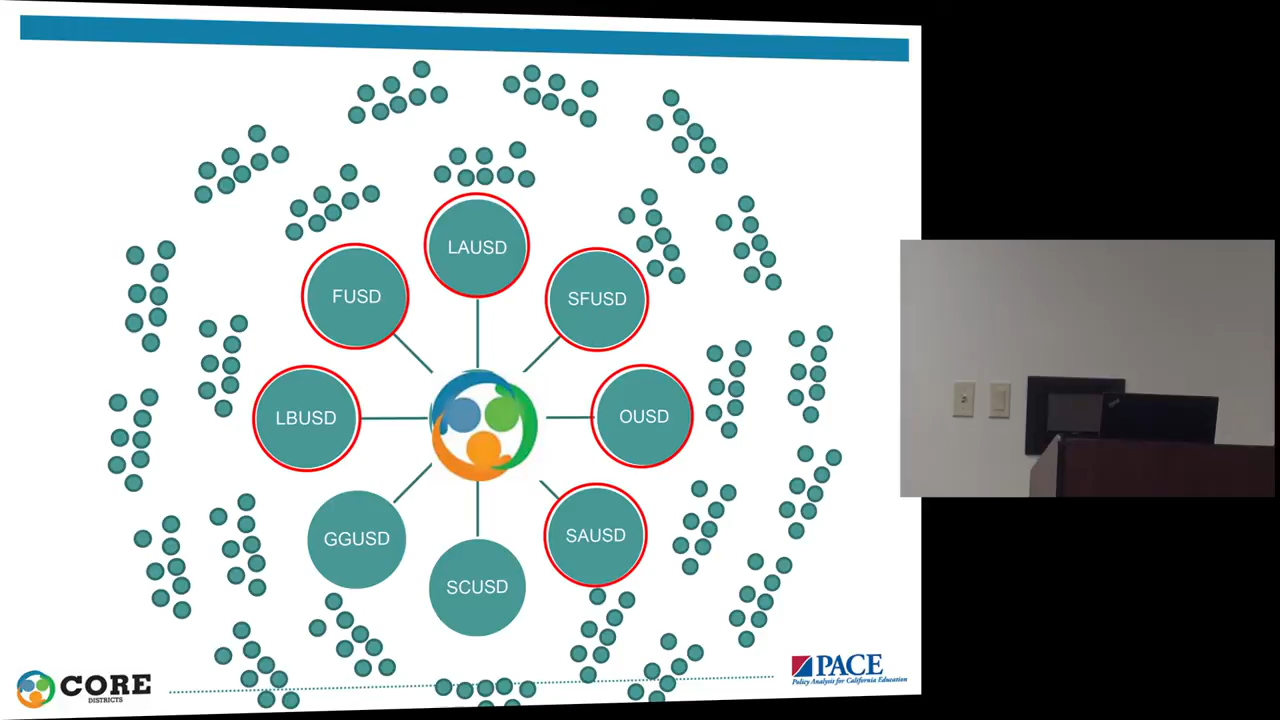 LAUSD
FUSD
SFUSD
LBUSD
OUSD
GGUSD
SAUSD
SCUSD
CORE
DISTRICTS
PACE
Policy Analysis for California Education